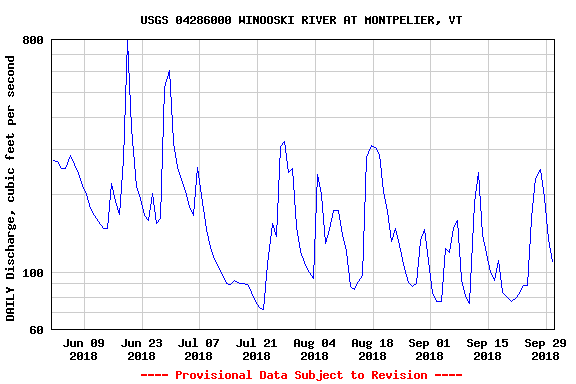 USGS 04286000 WINOOSKI RIVER AT MONTPELIER, VT
DAILY Discharge, cubic feet per second
800
100
60
Jun 09 2018
Jun 23 2018
Jul 07 2018
Jul 21 2018
Aug 04 2018
Aug 18 2018
Sep 01 2018
Sep 15 2018
Sep 29 2018
---- Provisional Data Subject to Revision ----